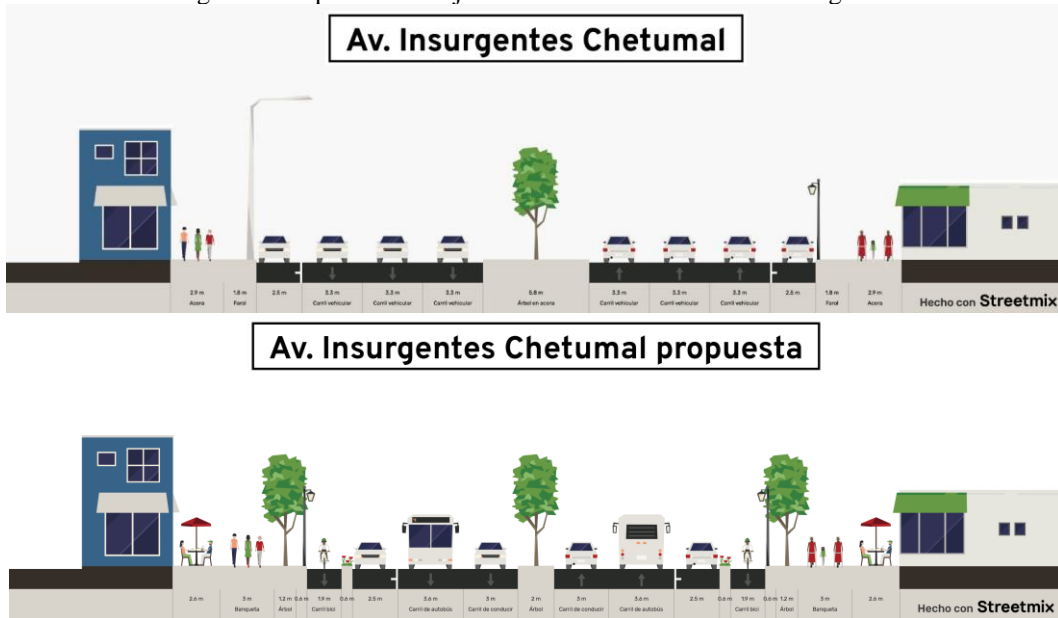 Av. Insurgentes Chetumal
2.9 m 1.8 m 2.5 m 3.3 m 3.3 m 3.3 m 5.8 m 3.3 m 3.3 m 3.3 m 2.5 m 1.8 m 2.9 m
Acera Farol Carril vehicular Carril vehicular Carril vehicular Árbol en acera Carril vehicular Carril vehicular Carril vehicular Farol Acera
Hecho con Streetmix
Av. Insurgentes Chetumal propuesta
2.6 m 3 m 1.2 m 0.6 m 1.9 m 0.6 m 2.5 m 3.6 m 3 m 2 m 3 m 3.6 m 2.5 m 0.6 m 1.9 m 0.6 m 1.2 m 3 m 2.6 m
Banqueta Árbol Carril bici Carril de autobús Carril de conducir Árbol Carril de conducir Carril de autobús Carril bici Árbol Banqueta
Hecho con Streetmix